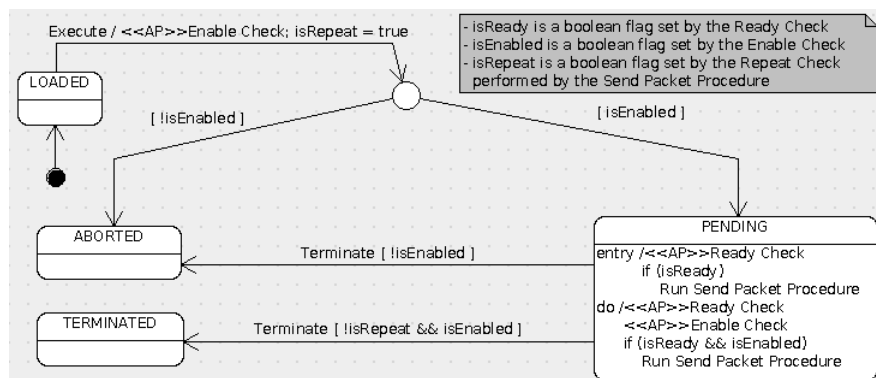 Execute / <<AP>>Enable Check; isRepeat = true
- isReady is a boolean flag set by the Ready Check
- isEnabled is a boolean flag set by the Enable Check
- isRepeat is a boolean flag set by the Repeat Check
performed by the Send Packet Procedure
LOADED
[ !isEnabled ]
[ isEnabled ]
ABORTED
Terminate [ !isEnabled ]
TERMINATED
Terminate [ !isRepeat && isEnabled ]
PENDING
entry /<<AP>>Ready Check
if (isReady)
Run Send Packet Procedure
do /<<AP>>Ready Check
<<AP>>Enable Check
if (isReady && isEnabled)
Run Send Packet Procedure